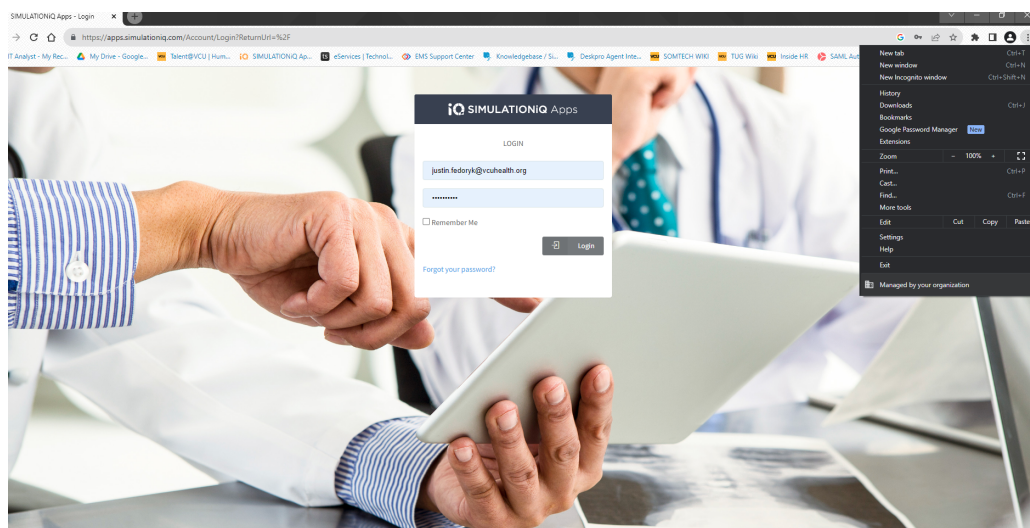 SIMULATIONiQ Apps - Login
https://apps.simulationiq.com/Account/Login?ReturnUrl=%2F
IT Analyst - My Rec... My Drive - Google... Talent@VCU | Hum... SIMULATIONiQ Ap... eServices | Technol... EMS Support Center Knowledgebase / Si... Deskpro Agent Inte... SOMTECH WIKI TUG Wiki Inside HR SAML Aut
iQ SIMULATIONiQ Apps
LOGIN
justin.fedoryk@vcuhealth.org
Remember Me
Login
Forgot your password?
New tab Ctrl+T
New window Ctrl+N
New Incognito window Ctrl+Shift+N
History
Downloads Ctrl+J
Bookmarks
Google Password Manager New
Extensions
Zoom - 100% +
Print... Ctrl+P
Cast...
Find... Ctrl+F
More tools
Edit Cut Copy Paste
Settings
Help
Exit
Managed by your organization